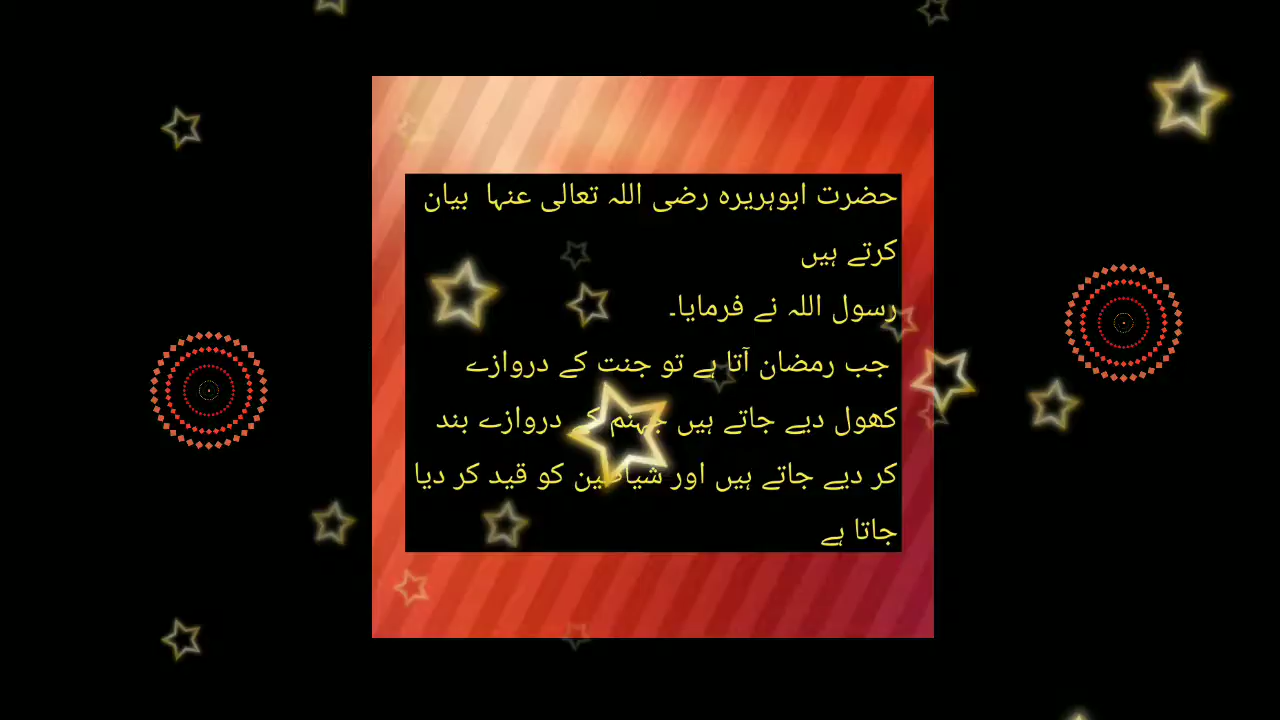 حضرت ابوہریرہ رضی اللہ تعالی عنہا بیان
کرتے ہیں
رسول اللہ نے فرمایا۔
جب رمضان آتا ہے تو جنت کے دروازے
کھول دیے جاتے ہیں جہنم کے دروازے بند
کر دیے جاتے ہیں اور شیاطین کو قید کر دیا
جاتا ہے